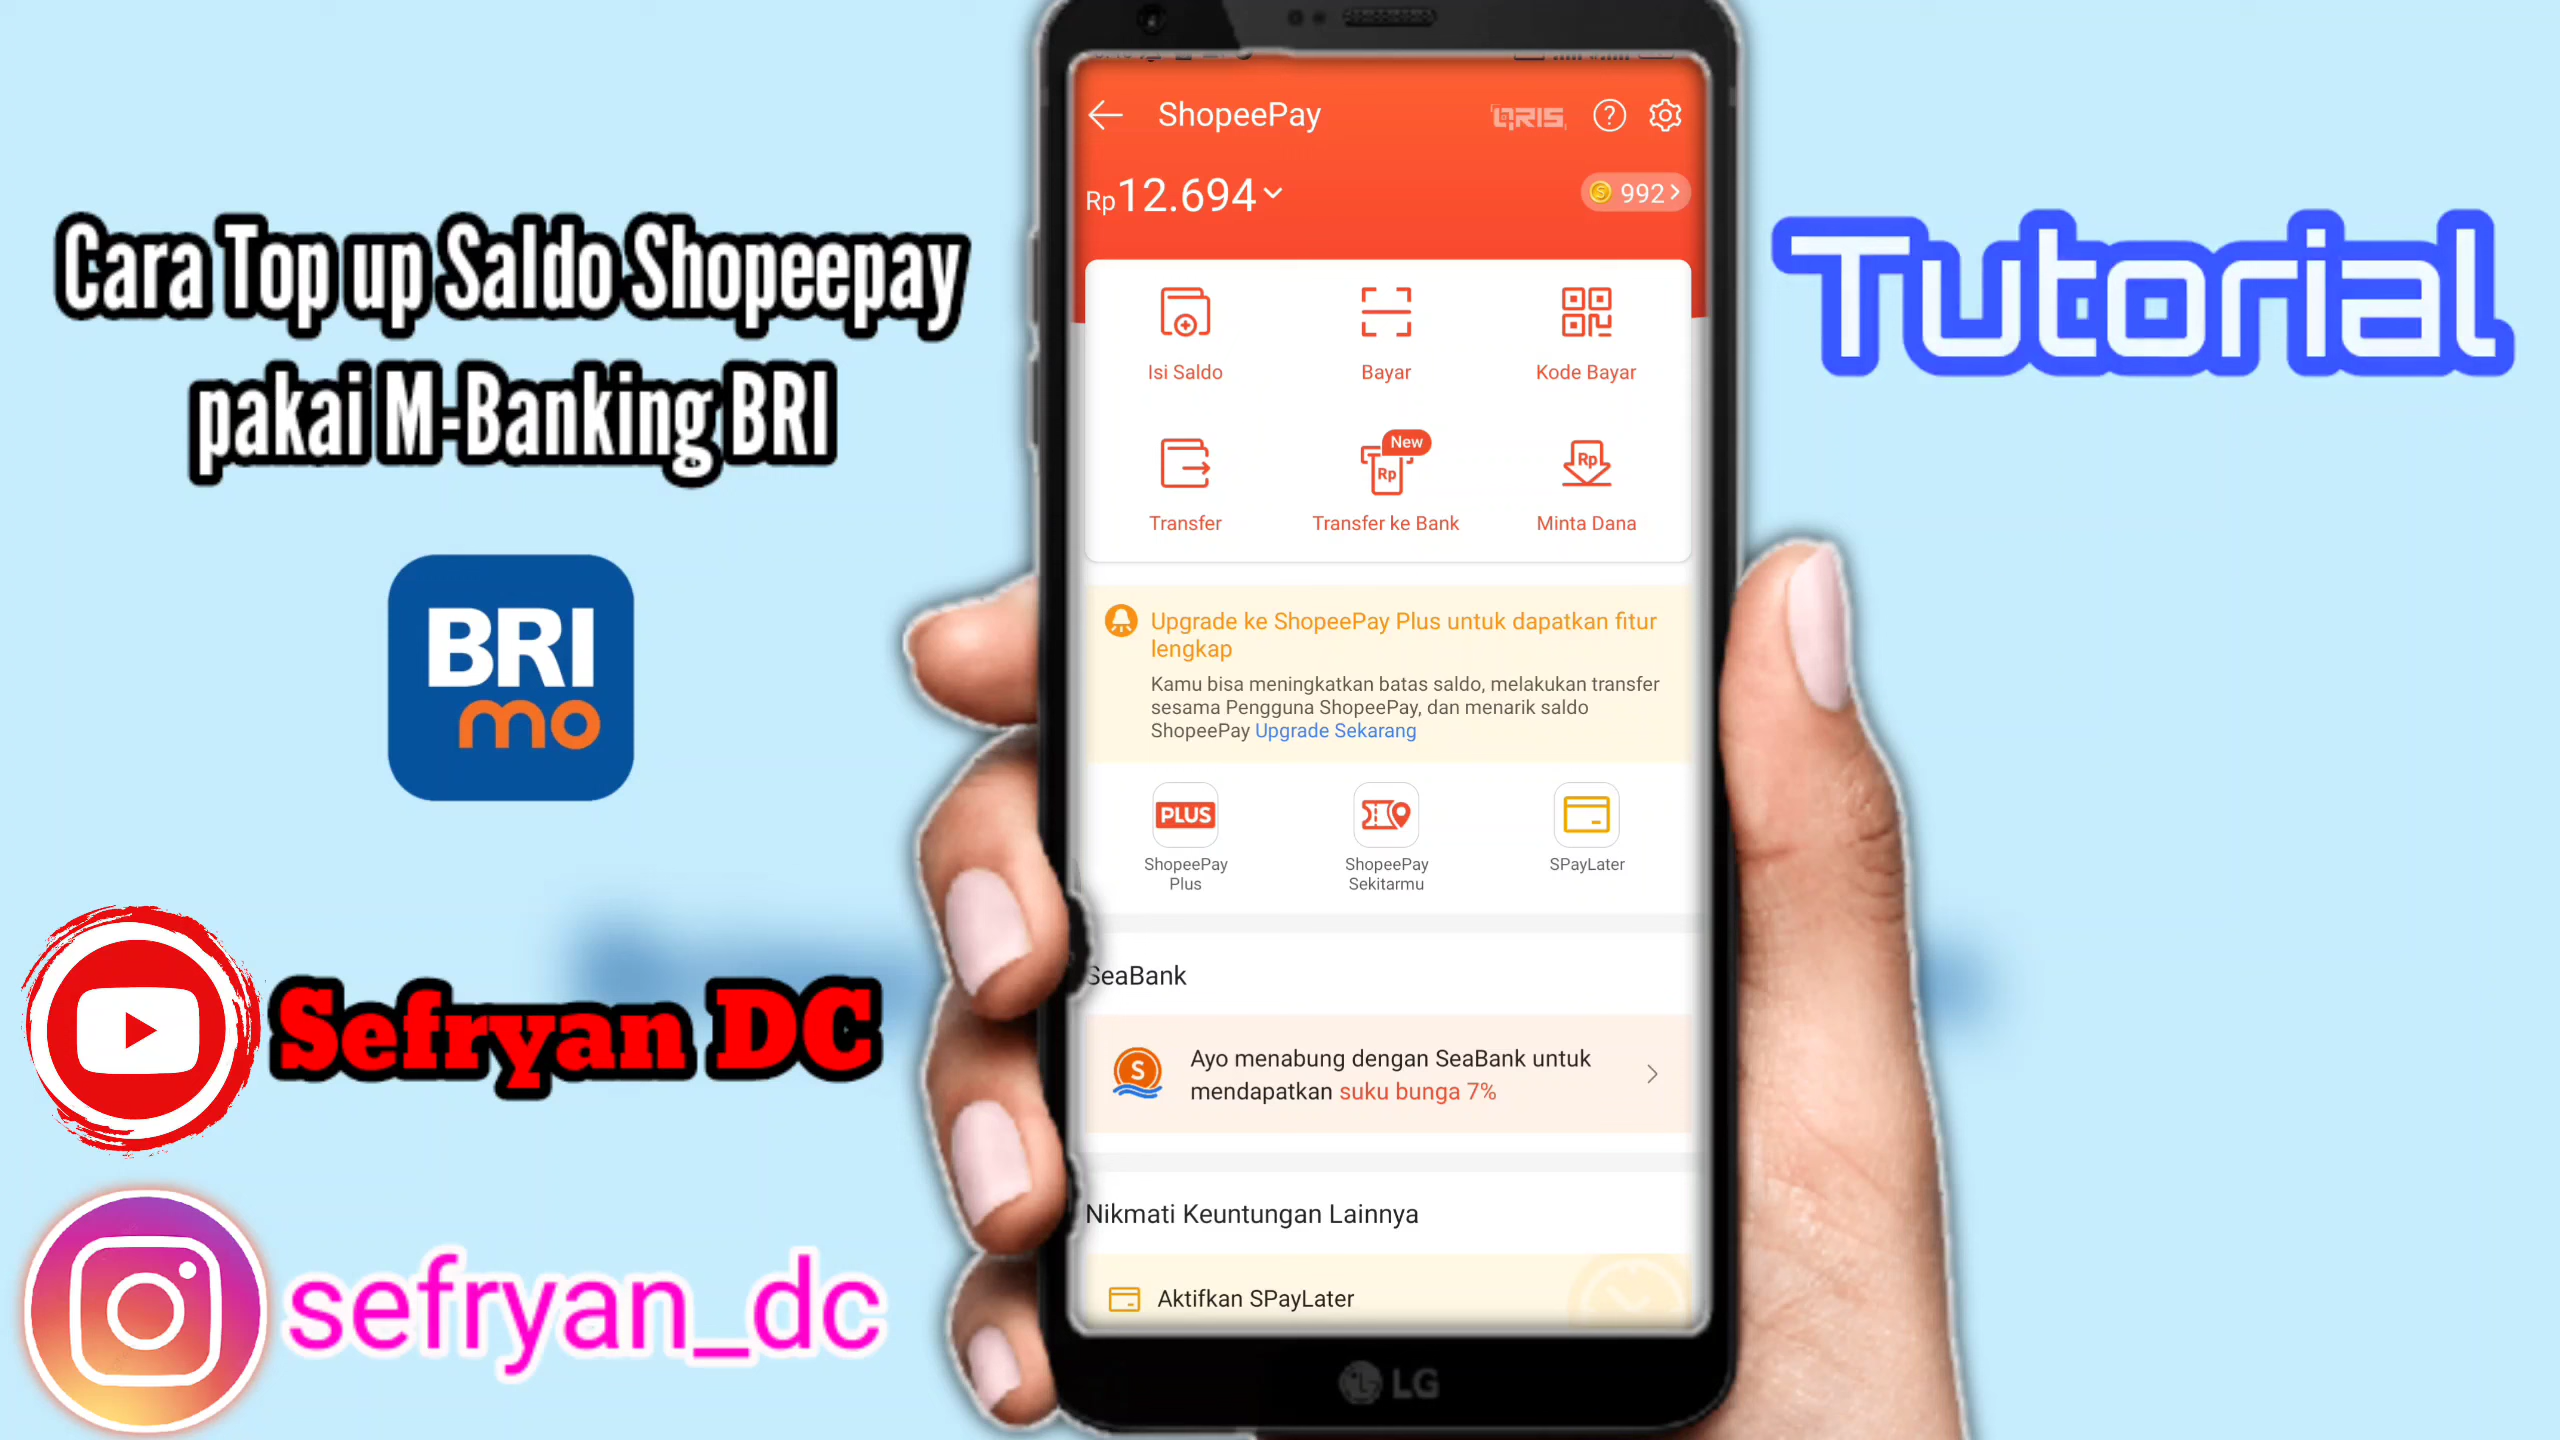 Cara Top up Saldo Shopeepay
pakai M-Banking BRI
BRI
mo
Sefryan DC
sefryan_dc
ShopeePay
QRIS
Rp12.694
992
Isi Saldo
Bayar
Kode Bayar
Transfer
New
Rp
Transfer ke Bank
Rp
Minta Dana
Upgrade ke ShopeePay Plus untuk dapatkan fitur
lengkap
Kamu bisa meningkatkan batas saldo, melakukan transfer
sesama Pengguna ShopeePay, dan menarik saldo
ShopeePay Upgrade Sekarang
PLUS
ShopeePay
Plus
ShopeePay
Sekitarmu
SPayLater
SeaBank
S
Ayo menabung dengan SeaBank untuk
mendapatkan suku bunga 7%
Nikmati Keuntungan Lainnya
Aktifkan SPayLater
LG
Tutorial